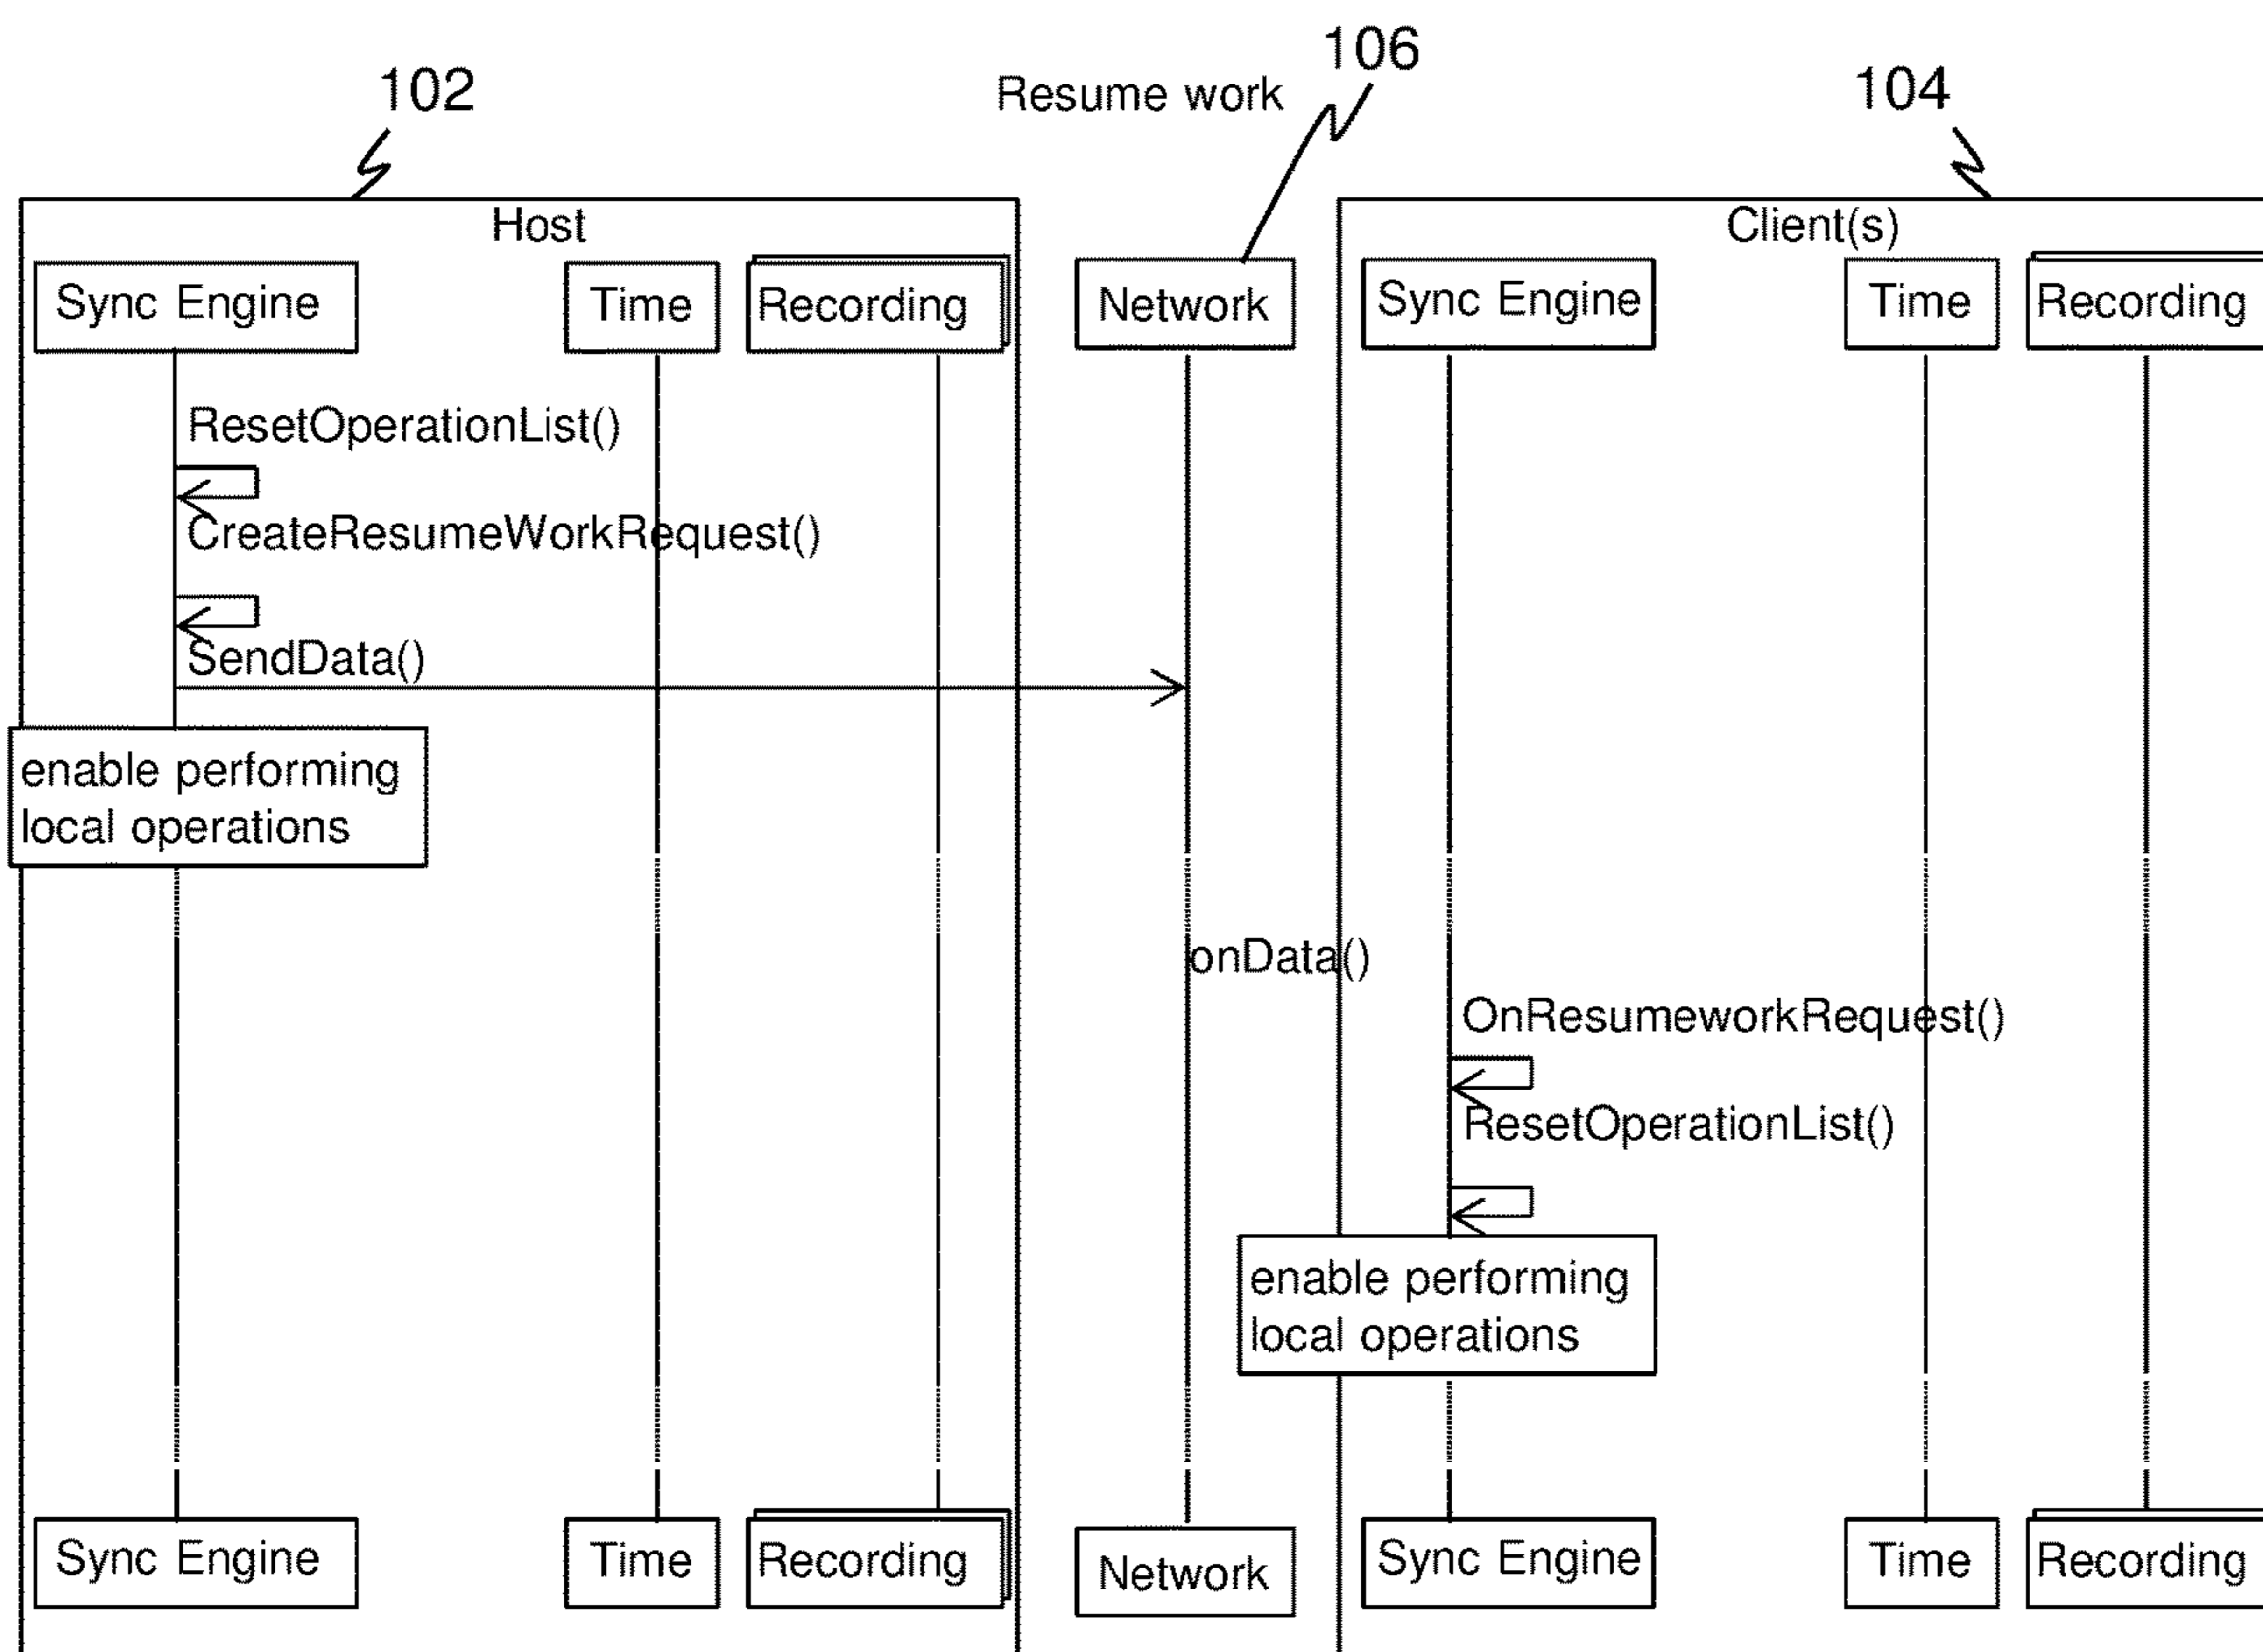 106
102
Resume work
104
Host
Client(s)
Sync Engine
Time
Recording
Network
Sync Engine
Time
Recording
ResetOperationList()
CreateResumeWorkRequest()
SendData()
enable performing
local operations
onData()
OnResumeworkRequest()
ResetOperationList()
enable performing
local operations
Sync Engine
Time
Recording
Network
Sync Engine
Time
Recording